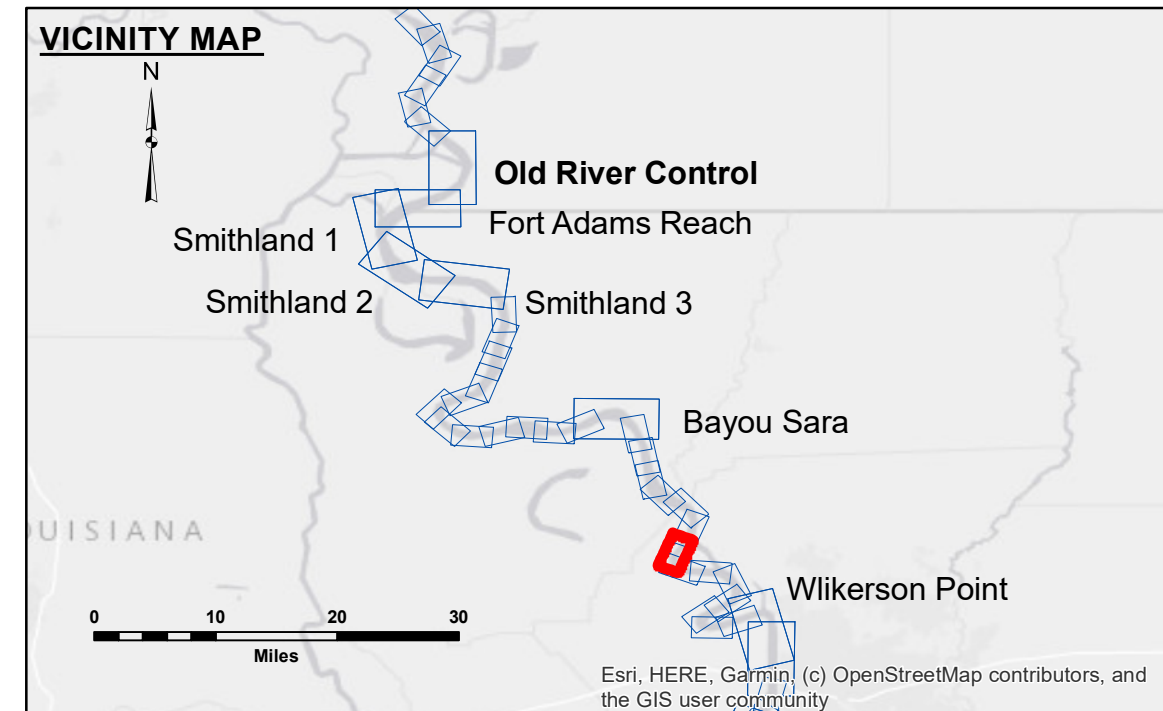 VICINITY MAP
N
Old River Control
Fort Adams Reach
Smithland 1
Smithland 2
Smithland 3
Bayou Sara
OUISIANA
Wlikerson Point
0 10 20 30
Miles
Esri, HERE, Garmin, (c) OpenStreetMap contributors, and
the GIS user community